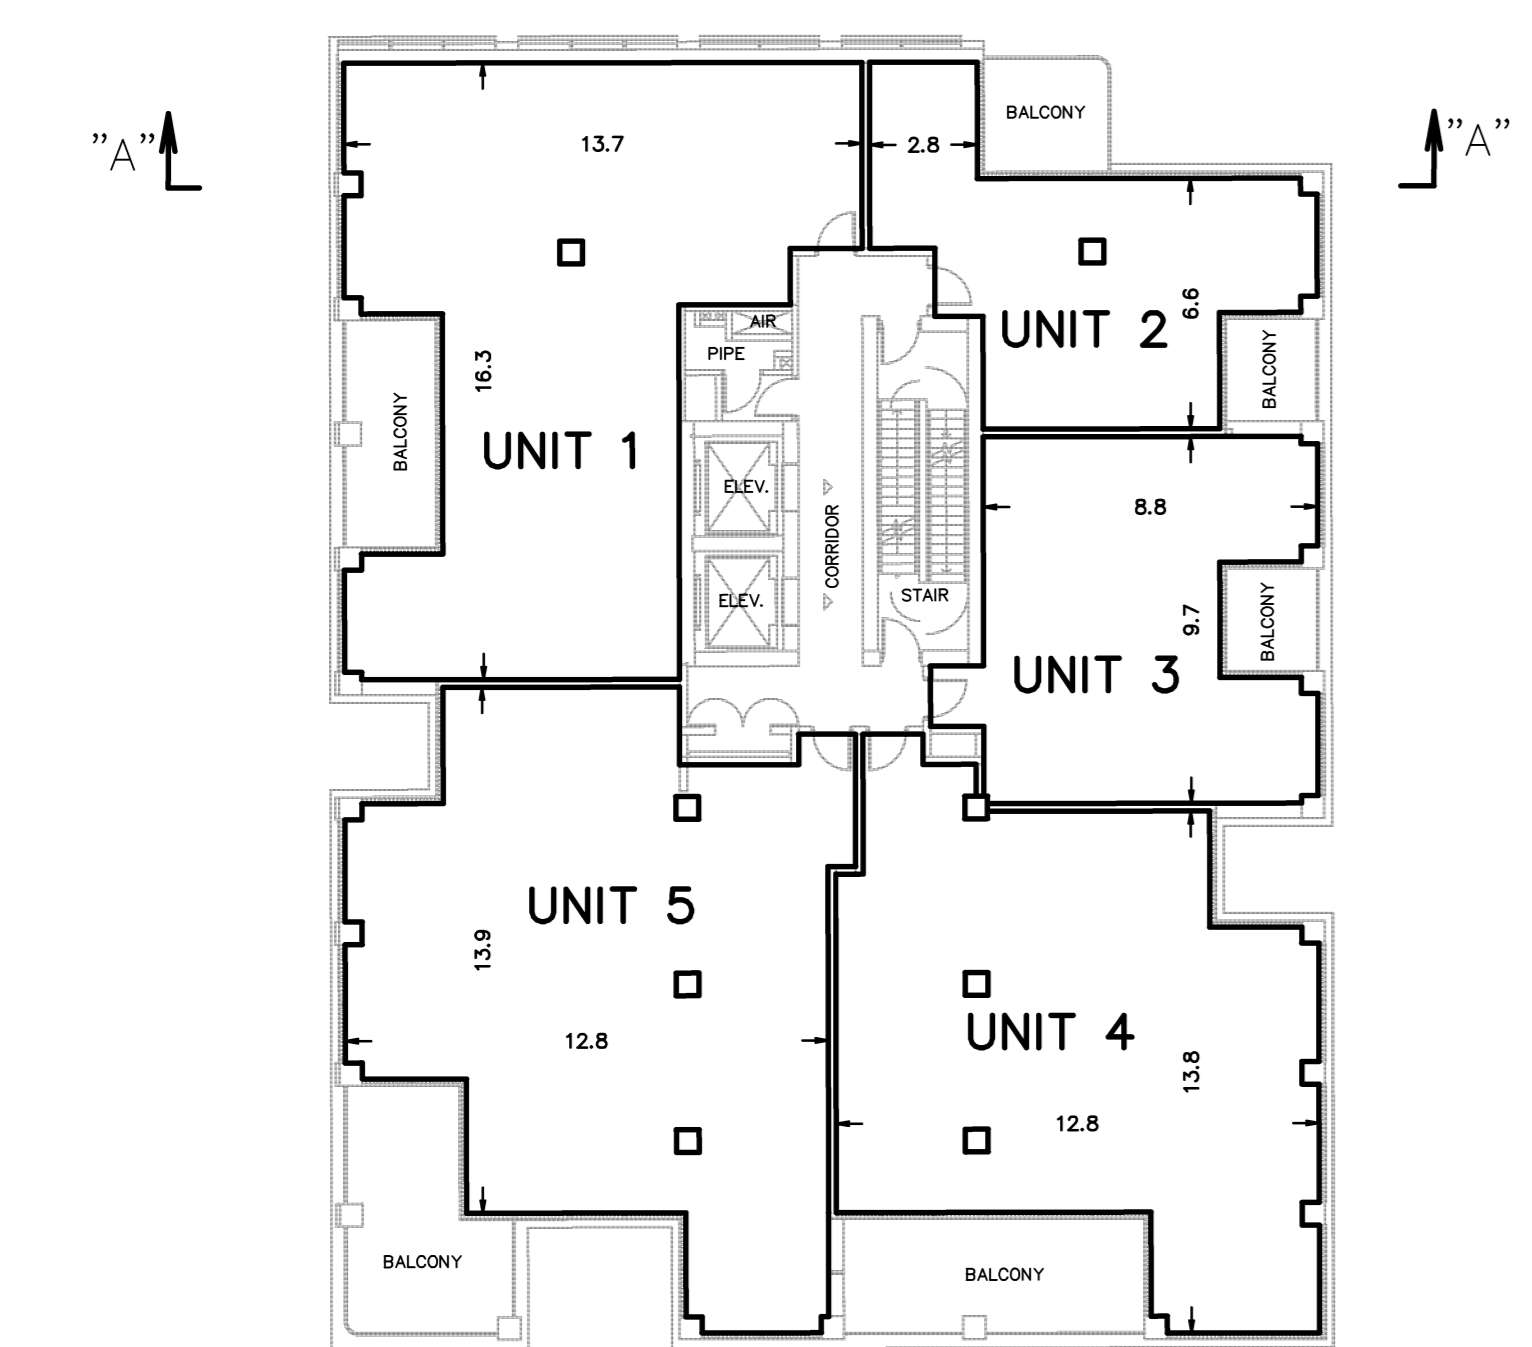 BALCONY
"A"
13.7
2.8
"A"
6.6
AIR
UNIT 2
PIPE
16.3
BALCONY
BALCONY
UNIT 1
ELEV.
8.8
CORRIDOR
ELEV.
STAIR
9.7
BALCONY
UNIT 3
UNIT 5
13.9
UNIT 4
12.8
13.8
12.8
BALCONY
BALCONY